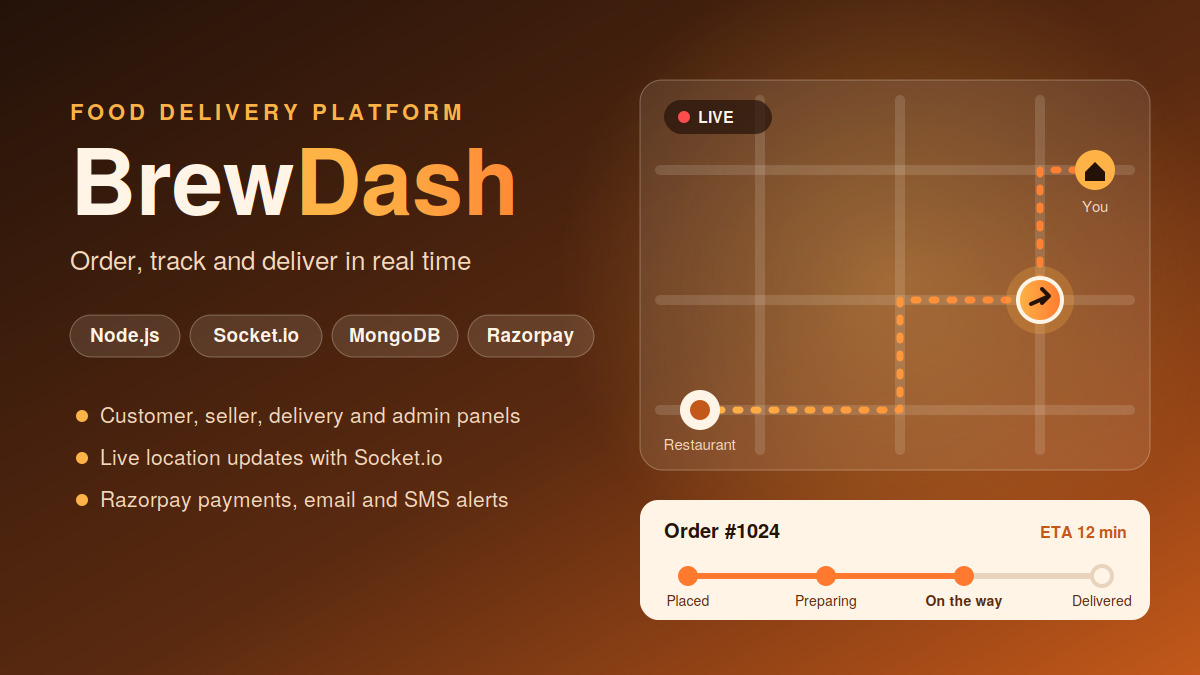 FOOD DELIVERY PLATFORM
BrewDash
Order, track and deliver in real time
Node.js Socket.io MongoDB Razorpay
Customer, seller, delivery and admin panels
Live location updates with Socket.io
Razorpay payments, email and SMS alerts
LIVE
You
Restaurant
Order #1024 ETA 12 min
Placed Preparing On the way Delivered